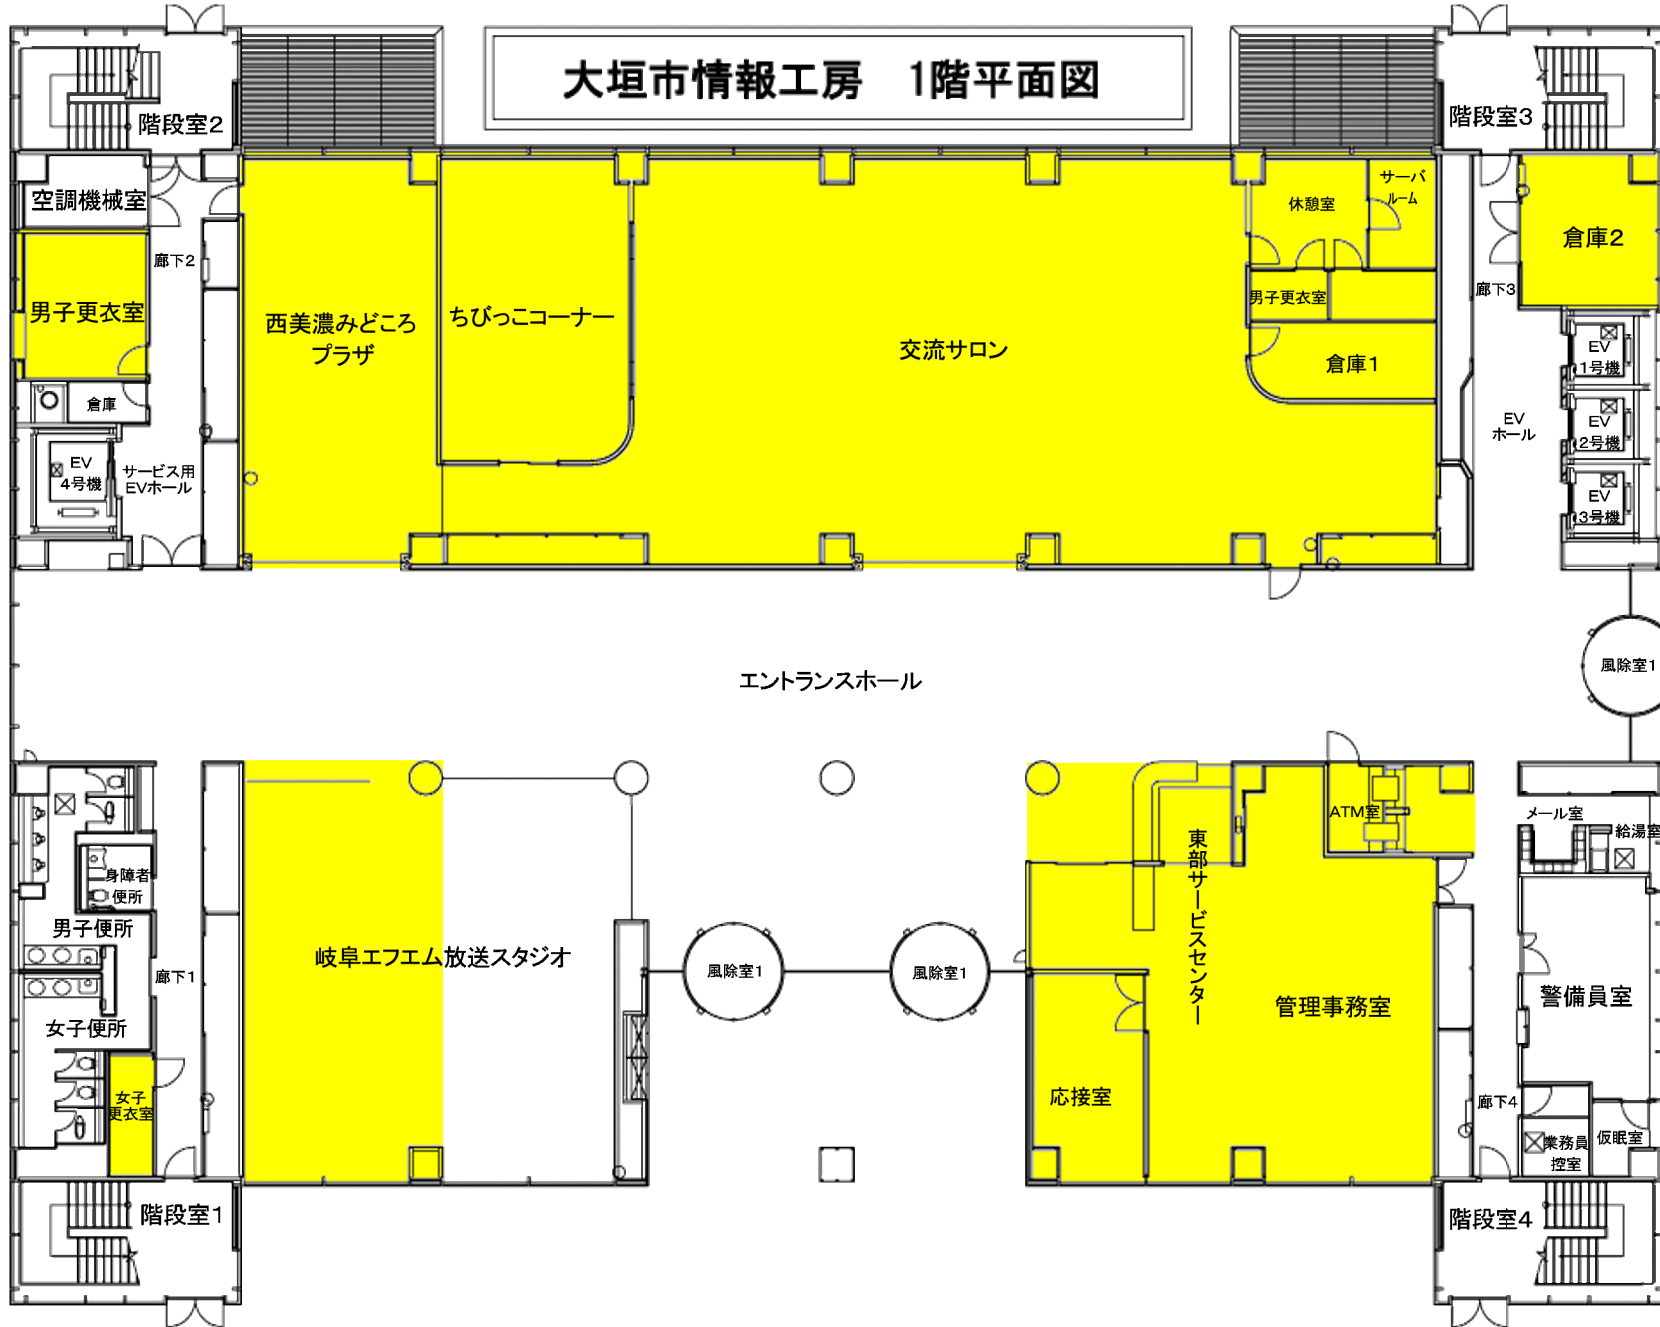 大垣市情報工房　1階平面図
階段室2
階段室3
空調機械室
廊下2
男子更衣室
倉庫
EV
4号機
サービス用
EVホール
西美濃みどころ
プラザ
ちびっこコーナー
交流サロン
休憩室
サーバ
ルーム
男子更衣室
倉庫1
倉庫2
廊下3
EV
1号機
EV
2号機
EV
3号機
EV
ホール
エントランスホール
風除室1
身障者
便所
男子便所
廊下1
女子便所
女子
更衣室
岐阜エフエム放送スタジオ
風除室1
風除室1
東部サービスセンター
ATM室
管理事務室
応接室
メール室
給湯室
警備員室
廊下4
業務員
控室
仮眠室
階段室1
階段室4